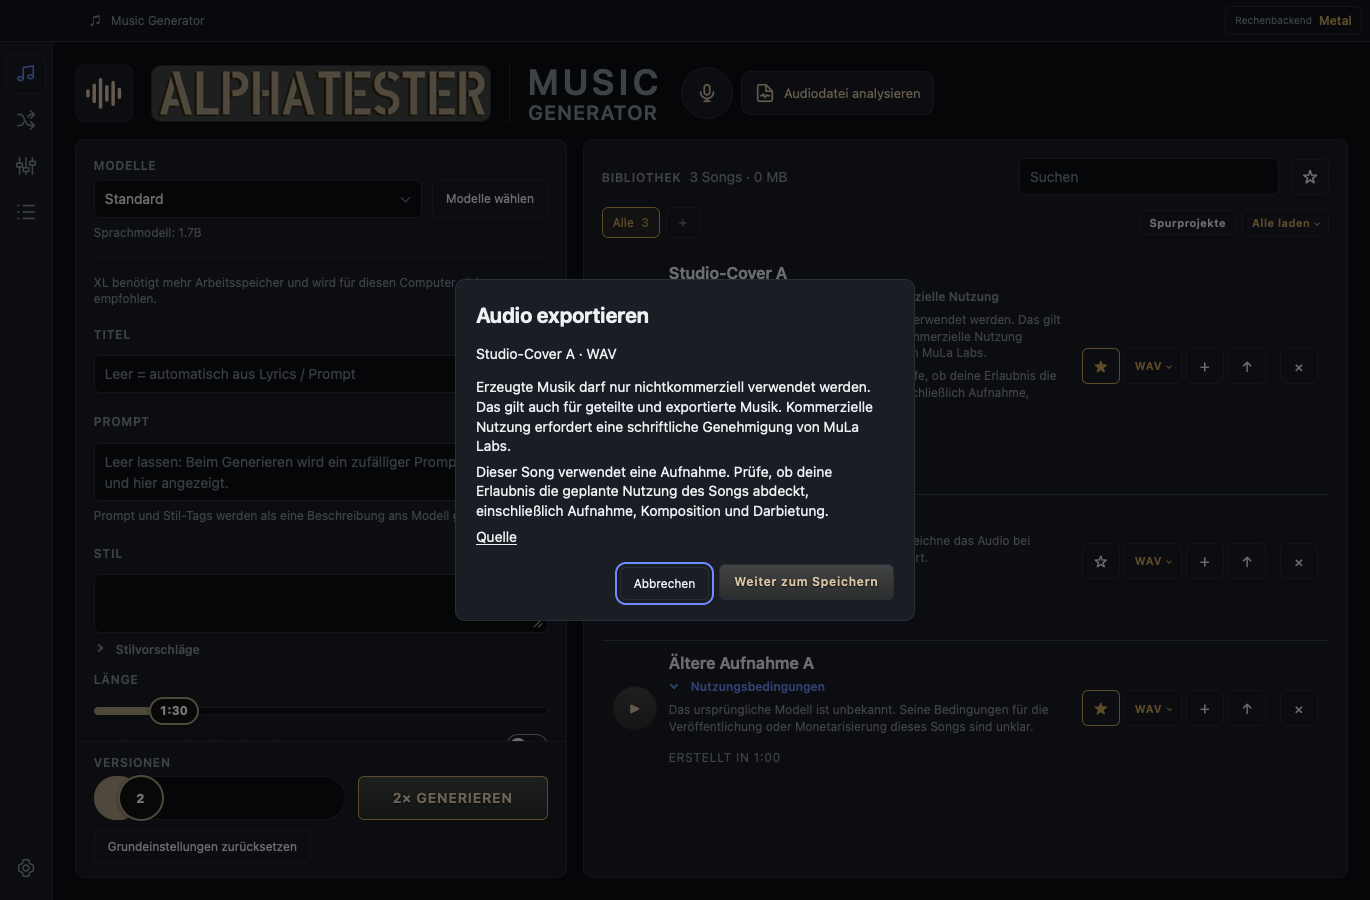 Music Generator
Rechenbackend Metal
ALPHATESTER
MUSIC
GENERATOR
Audiodatei analysieren
MODELLE
Standard
Modelle wählen
Sprachmodell: 1.7B
XL benötigt mehr Arbeitsspeicher und wird für diesen Computer
empfohlen.
TITEL
Leer = automatisch aus Lyrics / Prompt
PROMPT
Leer lassen: Beim Generieren wird ein zufälliger Promp
und hier angezeigt.
Prompt und Stil-Tags werden als eine Beschreibung ans Modell
STIL
Stilvorschläge
LÄNGE
1:30
VERSIONEN
2
2× GENERIEREN
Grundeinstellungen zurücksetzen
BIBLIOTHEK 3 Songs · 0 MB
Suchen
Alle 3
+
Spurprojekte
Alle laden
Studio-Cover A
zielle Nutzung
erwendet werden. Das gilt
mmerzielle Nutzung
MuLa Labs.
fe, ob deine Erlaubnis die
schließlich Aufnahme,
WAV
+
↑
×
Audio exportieren
Studio-Cover A · WAV
Erzeugte Musik darf nur nichtkommerziell verwendet werden.
Das gilt auch für geteilte und exportierte Musik. Kommerzielle
Nutzung erfordert eine schriftliche Genehmigung von MuLa
Labs.
Dieser Song verwendet eine Aufnahme. Prüfe, ob deine
Erlaubnis die geplante Nutzung des Songs abdeckt,
einschließlich Aufnahme, Komposition und Darbietung.
Quelle
Abbrechen
Weiter zum Speichern
eichne das Audio bei
rt.
WAV
+
↑
×
Ältere Aufnahme A
Nutzungsbedingungen
Das ursprüngliche Modell ist unbekannt. Seine Bedingungen für die
Veröffentlichung oder Monetarisierung dieses Songs sind unklar.
ERSTELLT IN 1:00
WAV
+
↑
×